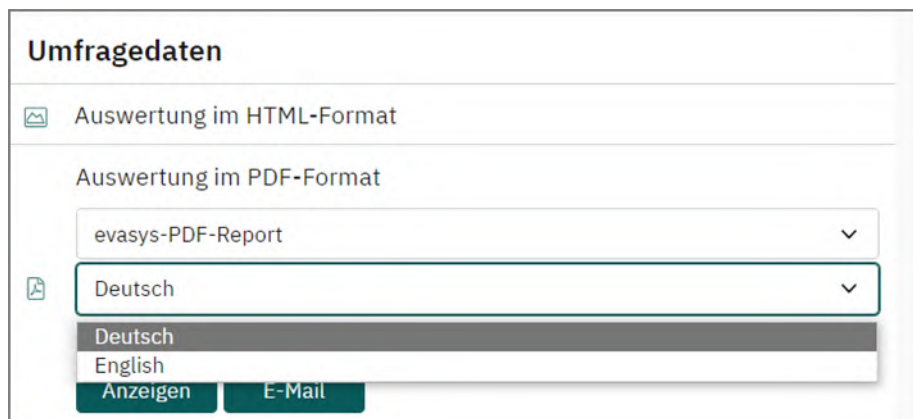 Umfragedaten
Auswertung im HTML-Format
Auswertung im PDF-Format
evasys-PDF-Report
Deutsch
Deutsch
English
Anzeigen E-Mail